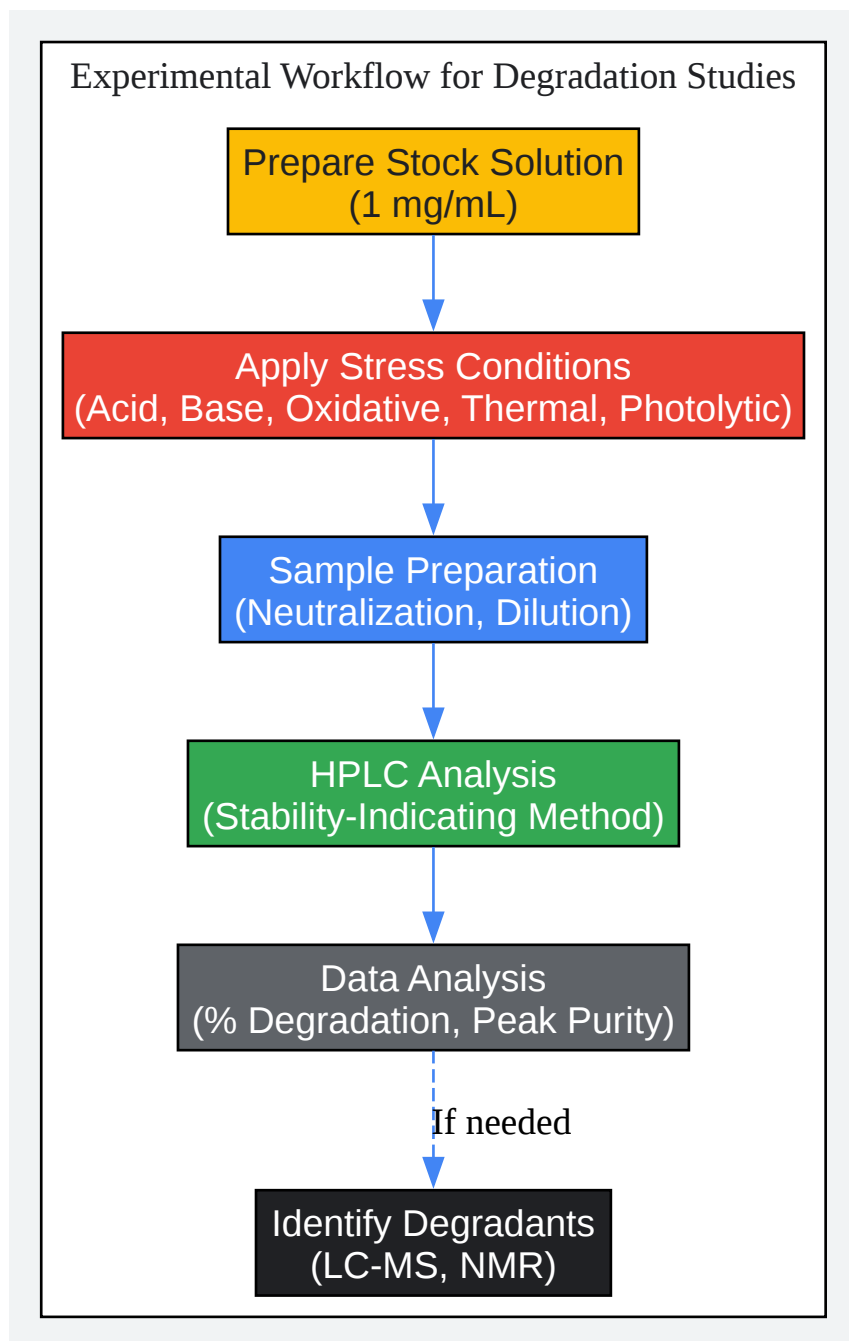 Experimental Workflow for Degradation Studies
Prepare Stock Solution
(1 mg/mL)
Apply Stress Conditions
(Acid, Base, Oxidative, Thermal, Photolytic)
Sample Preparation
(Neutralization, Dilution)
HPLC Analysis
(Stability-Indicating Method)
Data Analysis
(% Degradation, Peak Purity)
If needed
Identify Degradants
(LC-MS, NMR)